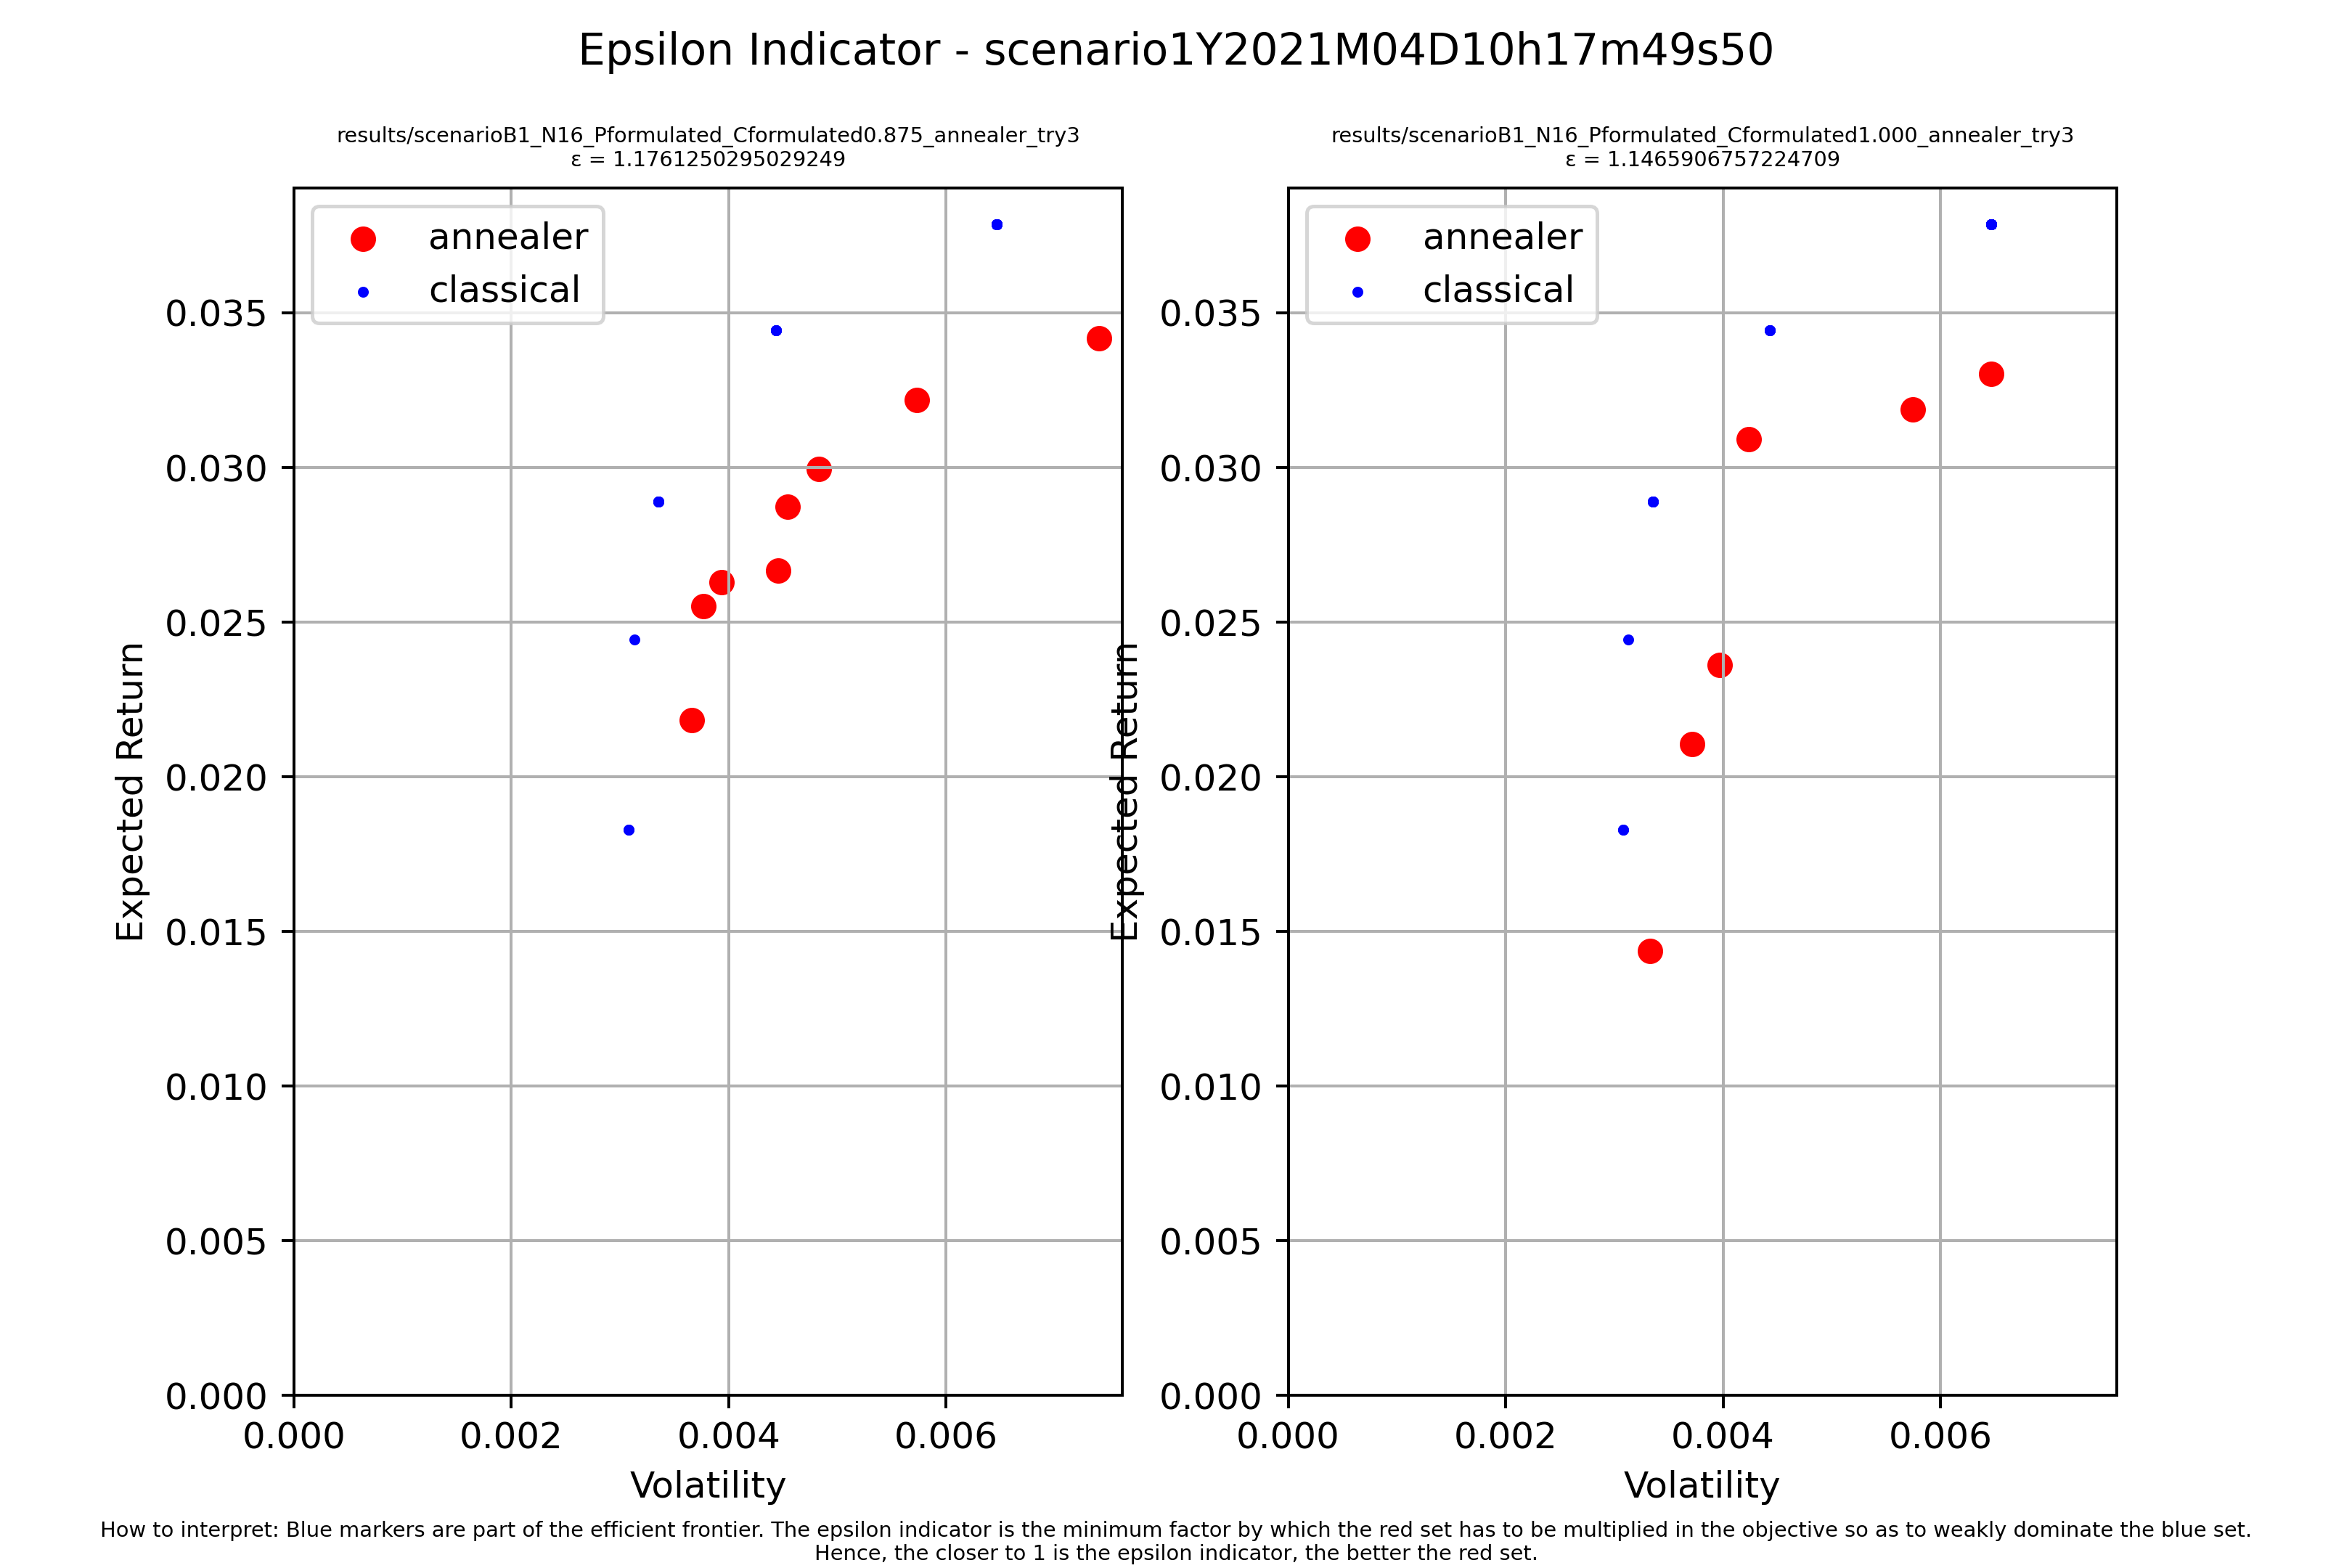 Epsilon Indicator - scenario1Y2021M04D10h17m49s50
results/scenarioB1_N16_Pformulated_Cformulated0.875_annealer_try3
ε = 1.1761250295029249
annealer
classical
0.035
0.030
0.025
0.020
0.015
0.010
0.005
0.000
Expected Return
0.000
0.002
0.004
0.006
Volatility
results/scenarioB1_N16_Pformulated_Cformulated1.000_annealer_try3
ε = 1.1465906757224709
annealer
classical
0.035
0.030
0.025
0.020
0.015
0.010
0.005
0.000
Expected Return
0.000
0.002
0.004
0.006
Volatility
How to interpret: Blue markers are part of the efficient frontier. The epsilon indicator is the minimum factor by which the red set has to be multiplied in the objective so as to weakly dominate the blue set.
Hence, the closer to 1 is the epsilon indicator, the better the red set.